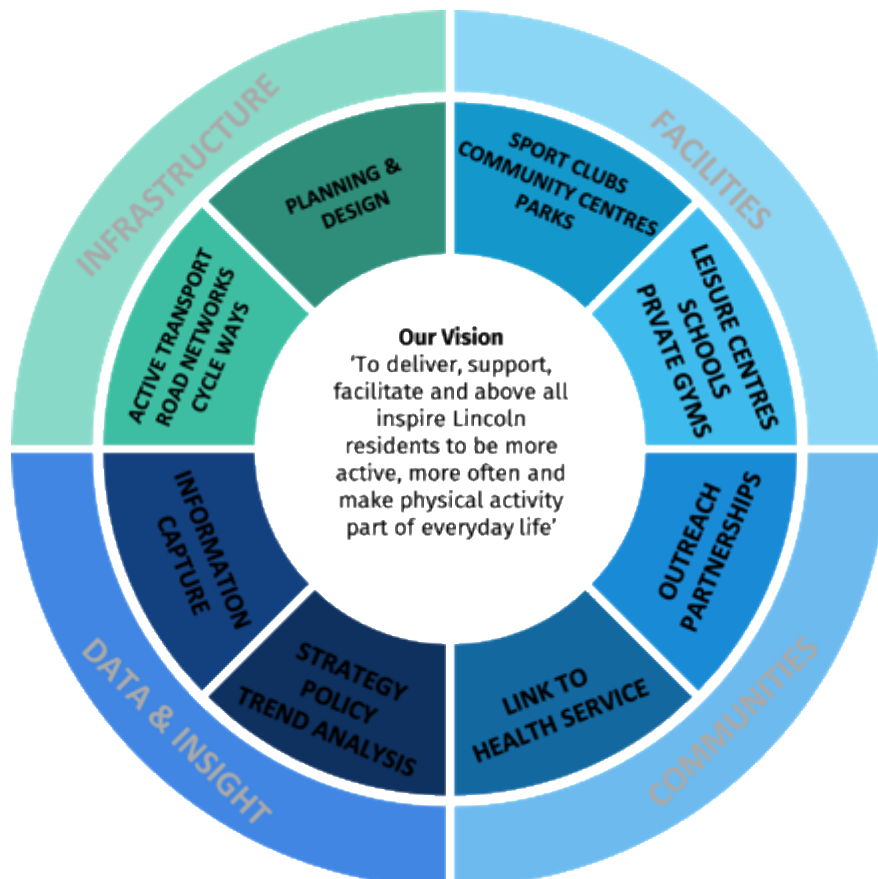 INFRASTRUCTURE
FACILITIES
PLANNING &
DESIGN
SPORT CLUBS
COMMUNITY CENTRES
PARKS
ACTIVE TRANSPORT
ROAD NETWORKS
CYCLE WAYS
LEISURE CENTRES
SCHOOLS
PRVATE GYMS
Our Vision
‘To deliver, support,
facilitate and above all
inspire Lincoln
residents to be more
active, more often and
make physical activity
part of everyday life’
INFORMATION
CAPTURE
OUTREACH
PARTNERSHIPS
STRATEGY
POLICY
TREND ANALYSIS
LINK TO
HEALTH SERVICE
DATA & INSIGHT
COMMUNITIES